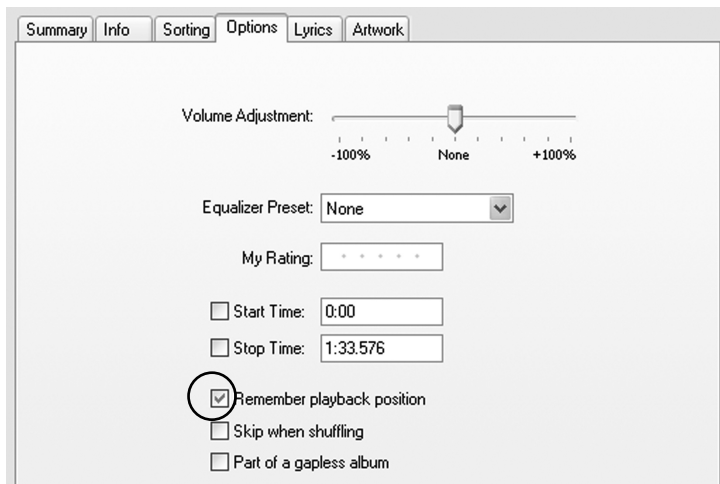 Summary Info Sorting Options Lyrics Artwork
Volume Adjustment:
-100% None +100%
Equalizer Preset: None
My Rating:
Start Time: 0:00
Stop Time: 1:33.576
Remember playback position
Skip when shuffling
Part of a gapless album